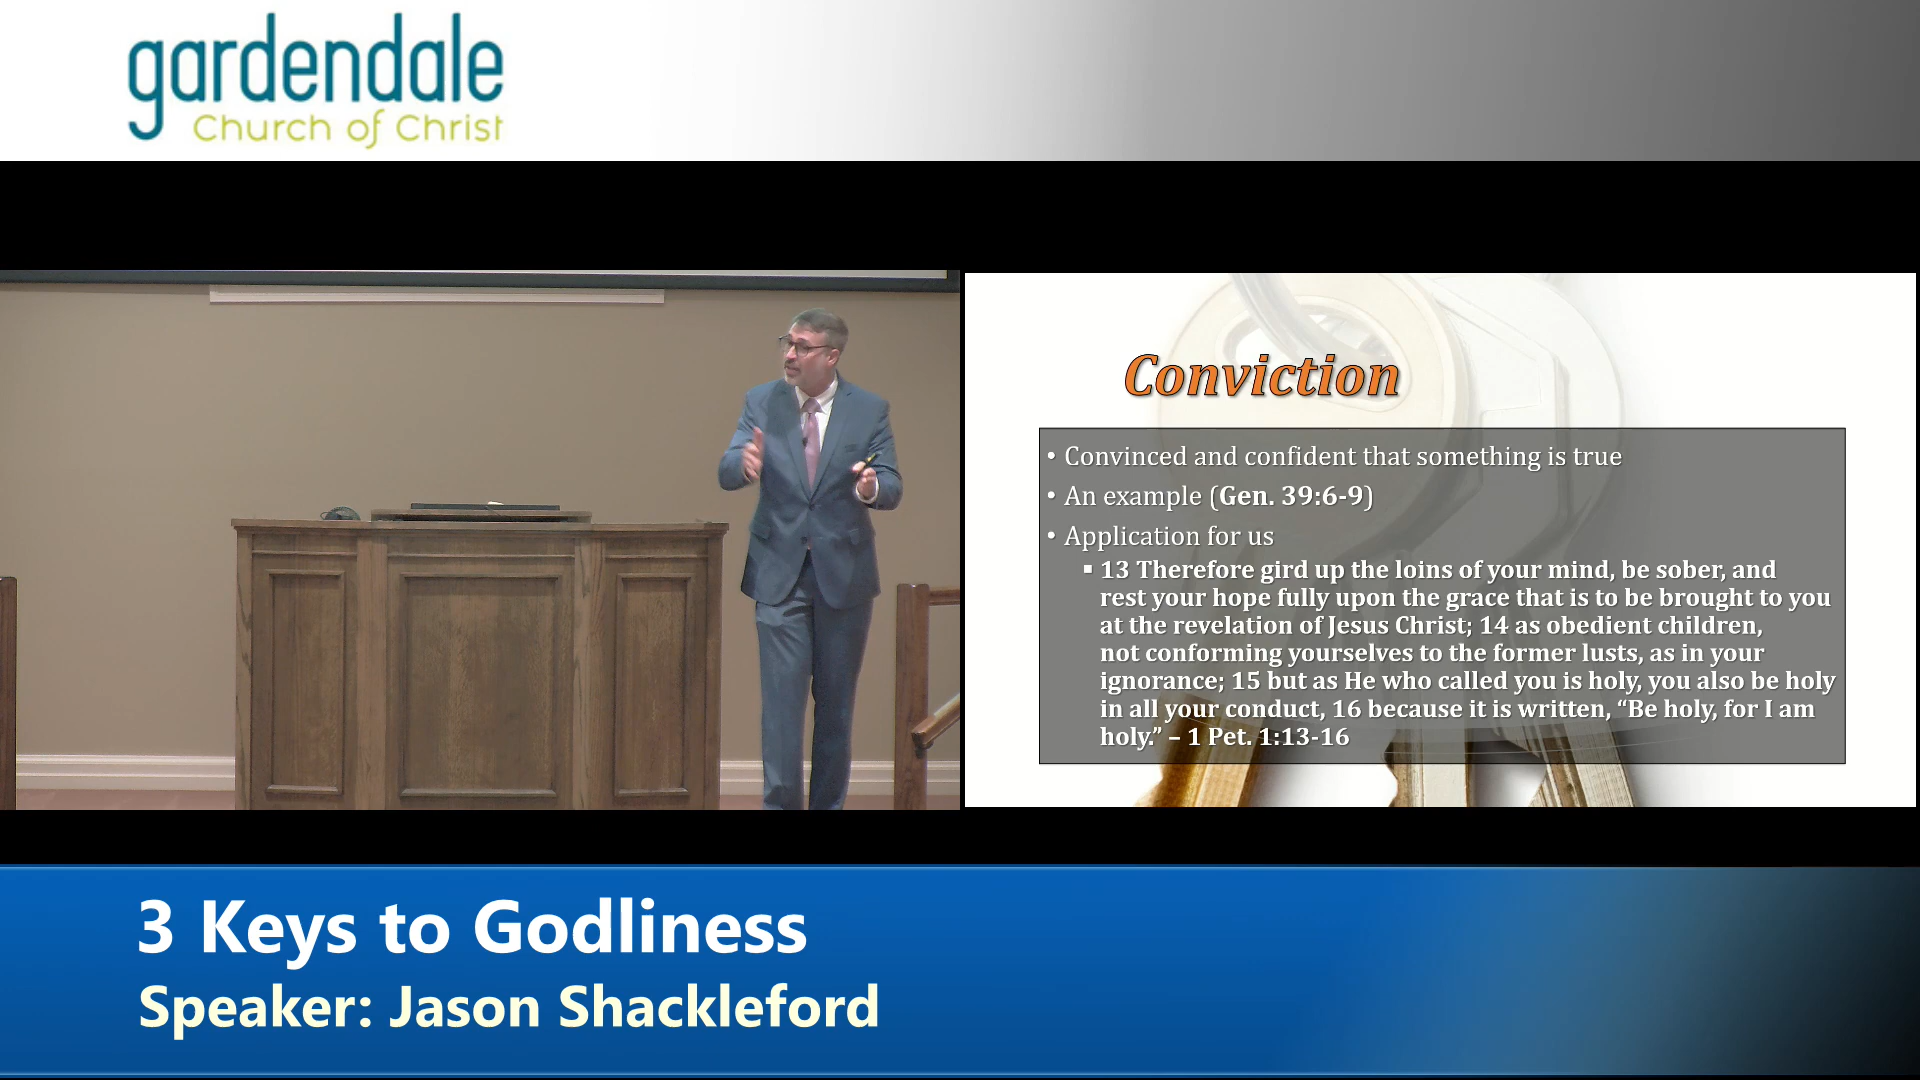 gardendale
Church of Christ
Conviction
• Convinced and confident that something is true
• An example (Gen. 39:6-9)
• Application for us
▪ 13 Therefore gird up the loins of your mind, be sober, and
rest your hope fully upon the grace that is to be brought to you
at the revelation of Jesus Christ; 14 as obedient children,
not conforming yourselves to the former lusts, as in your
ignorance; 15 but as He who called you is holy, you also be holy
in all your conduct, 16 because it is written, “Be holy, for I am
holy.” – 1 Pet. 1:13-16
3 Keys to Godliness
Speaker: Jason Shackleford